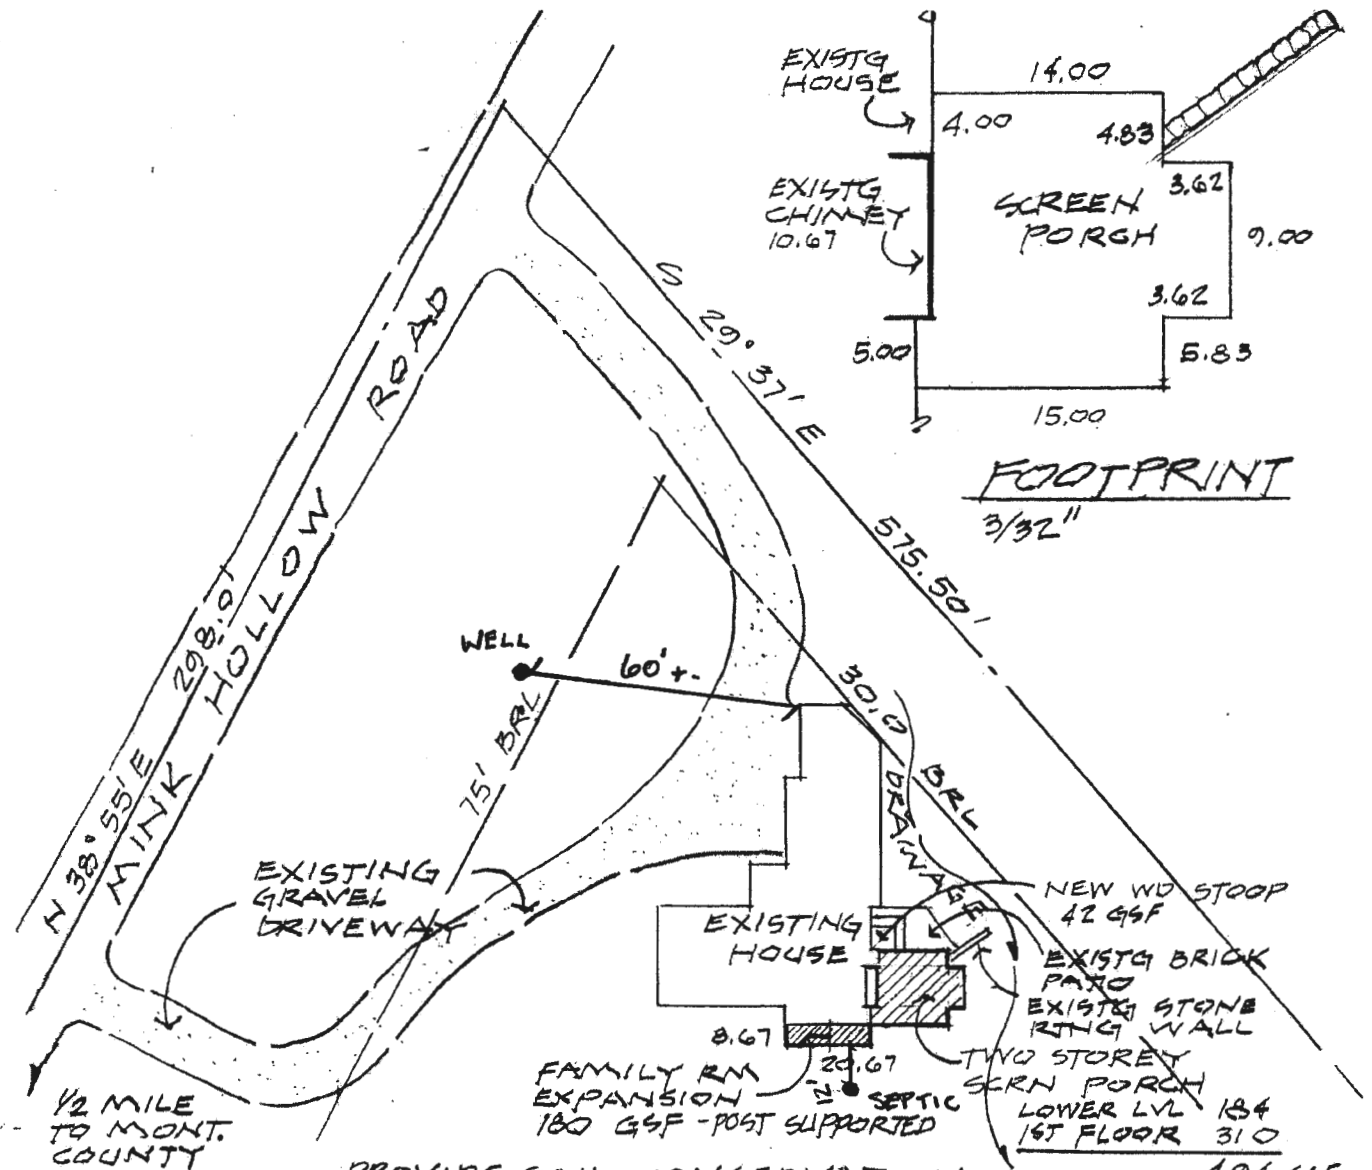 EXISTG
HOUSE
14.00
4.00
4.83
3.62
EXISTG
CHIMNEY
10.67
SCREEN
PORCH
9.00
3.62
5.00
5.83
15.00
FOOTPRINT
3/32"
S 29° 37' E 575.50'
N 38° 55' E 298.0'
MINK HOLLOW ROAD
WELL
60'+-
75' BRL
30.0 BRL
DRAINAGE
EXISTING
GRAVEL
DRIVEWAY
EXISTING
HOUSE
NEW WD STOOP
42 GSF
EXISTG BRICK
PATIO
EXISTG STONE
RTNG WALL
TWO STOREY
SCRN PORCH
LOWER LVL 184
1ST FLOOR 310
8.67
20.67
12'
SEPTIC
FAMILY RM
EXPANSION
180 GSF - POST SUPPORTED
1/2 MILE
TO MONT.
COUNTY